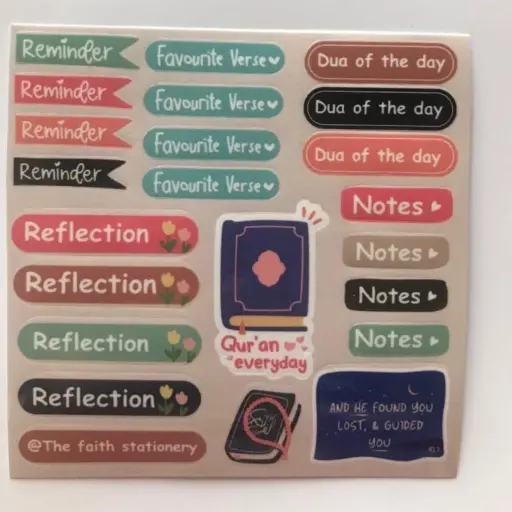 Reminder
Reminder
Reminder
Reminder
Favourite Verse
Favourite Verse
Favourite Verse
Favourite Verse
Dua of the day
Dua of the day
Dua of the day
Notes
Notes
Notes
Notes
Reflection
Reflection
Reflection
Reflection
@The faith stationery
Qur'an
everyday
AND HE FOUND YOU
LOST, & GUIDED
YOU